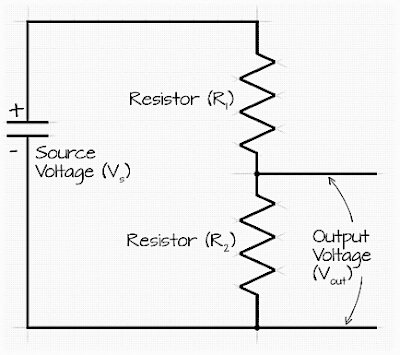 Resistor (R₁)
+
-
Source
Voltage (Vₛ)
Resistor (R₂)
Output
Voltage
(Vout)